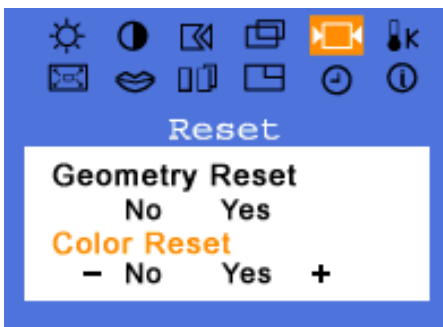 K
Reset
Geometry Reset
No Yes
Color Reset
- No Yes +